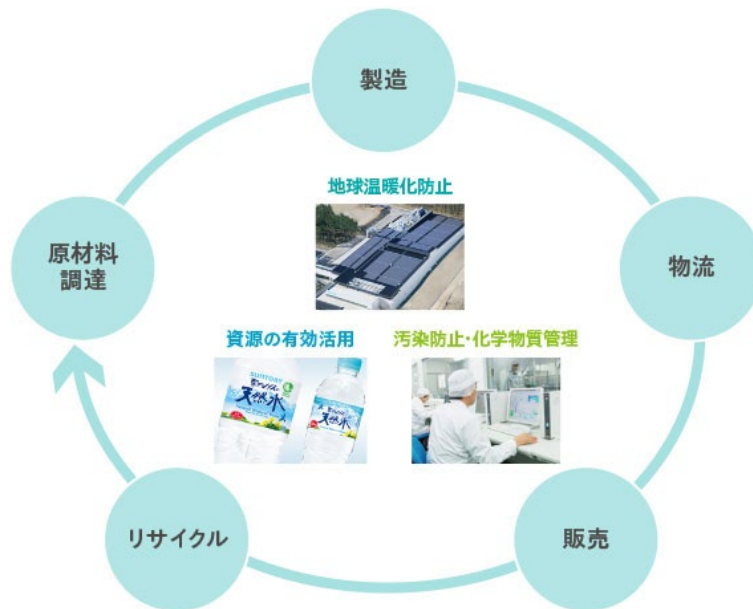 製造
地球温暖化防止
原材料
調達
物流
資源の有効活用
汚染防止・化学物質管理
SUNTORY
天然水
天然水
リサイクル
販売